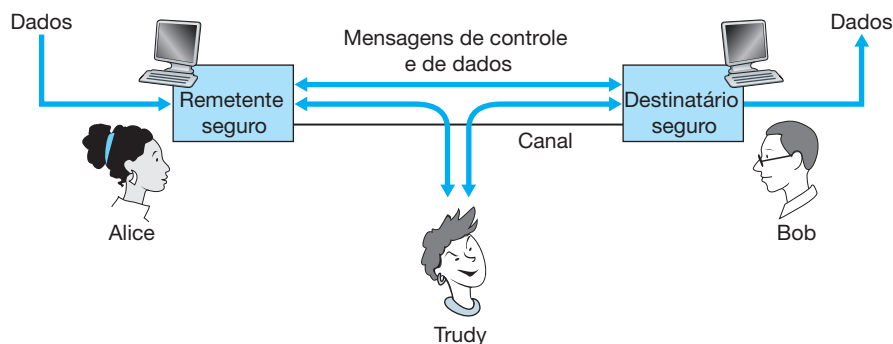 Dados
Dados
Mensagens de controle
e de dados
Remetente
seguro
Destinatário
seguro
Canal
Alice
Bob
Trudy